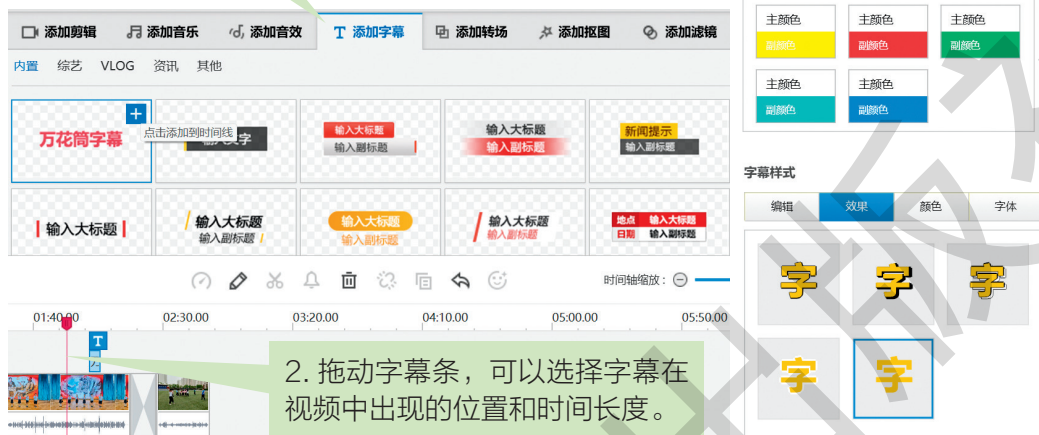 添加剪辑 添加音乐 添加音效 T 添加字幕 添加转场 添加抠图 添加滤镜
内置 综艺 VLOG 资讯 其他
万花筒字幕
点击添加到时间线
输入大标题
输入副标题
输入大标题
输入副标题
新闻提示
输入副标题
输入大标题
输入大标题
输入副标题
输入大标题
输入副标题
输入大标题
输入副标题
地点 输入大标题
日期 输入副标题
时间轴缩放:
01:40.00 02:30.00 03:20.00 04:10.00 05:00.00 05:50.00
T
2. 拖动字幕条,可以选择字幕在
视频中出现的位置和时间长度。
主颜色 主颜色 主颜色
副颜色 副颜色 副颜色
主颜色 主颜色
副颜色 副颜色
字幕样式
编辑 效果 颜色 字体
字 字 字
字 字